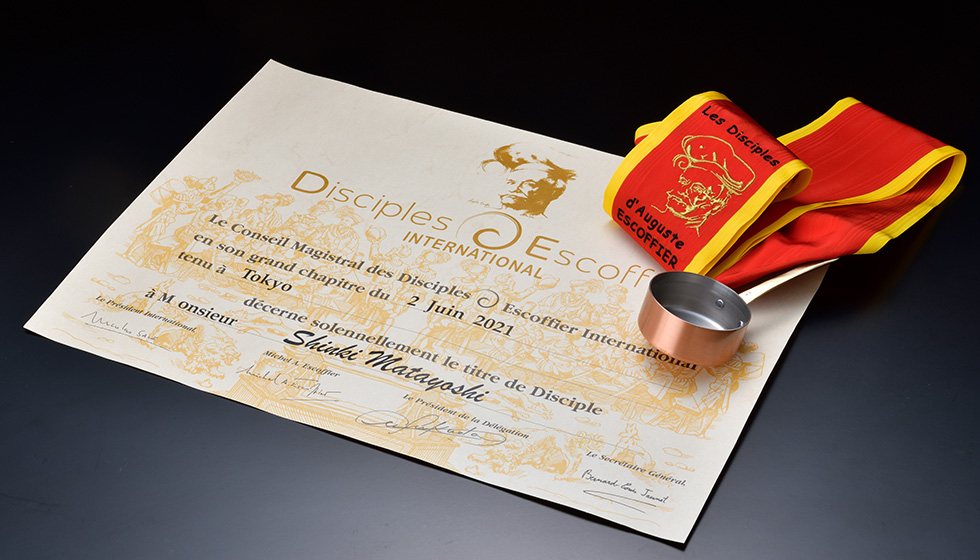 Disciples Escoffi
INTERNATIONAL
Le Conseil Magistral des Disciples Escoffier International
en son grand chapitre du 2 Juin 2021
tenu à Tokyo
décerne solennellement le titre de Disciple
à Monsieur Shinki Matayoshi
Le Président International
Michel A. Escoffier
Le Président de la Délégation
Le Secrétaire Général
Les Disciples
d'Auguste
ESCOFFIER